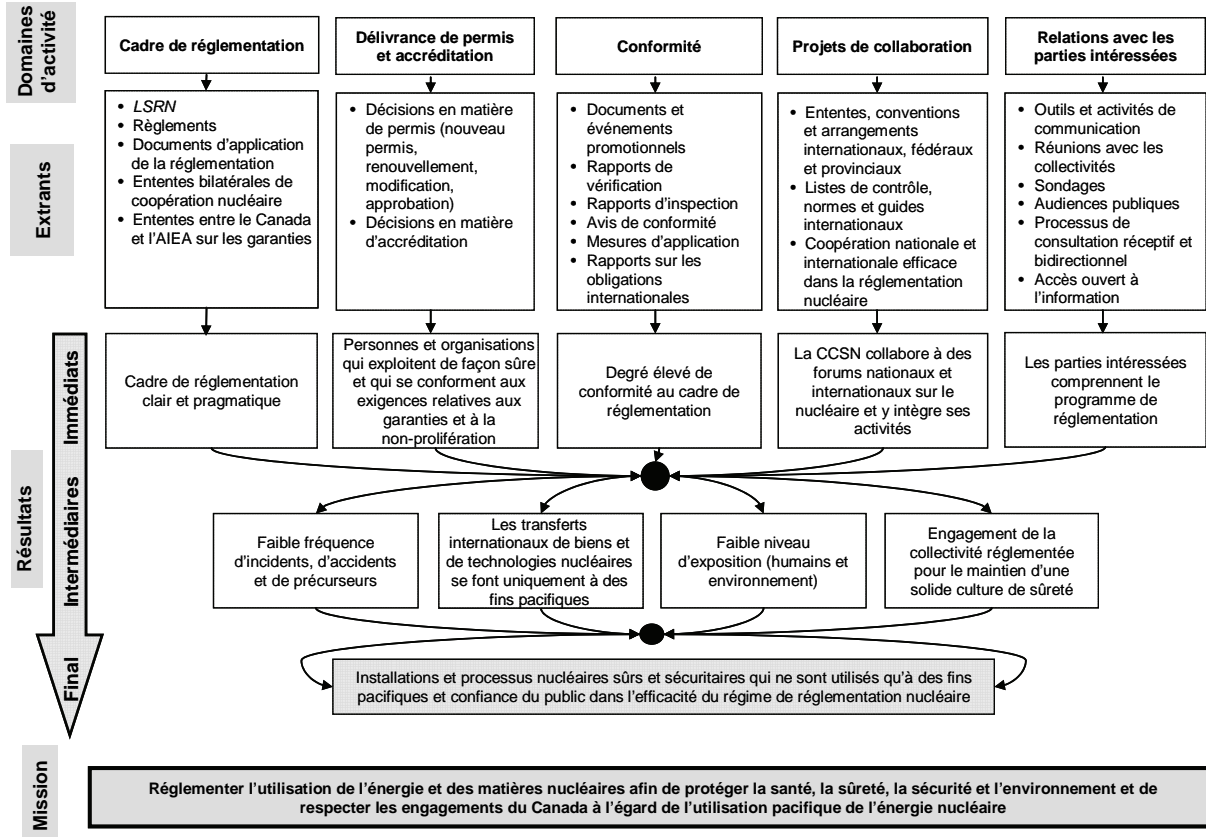 Domaines
d'activité
Cadre de réglementation
Délivrance de permis
et accréditation
Conformité
Projets de collaboration
Relations avec les
parties intéressées
Extrants
• LSRN
• Règlements
• Documents d'application
de la réglementation
• Ententes bilatérales de
coopération nucléaire
• Ententes entre le Canada
et l'AIEA sur les garanties
• Décisions en matière
de permis (nouveau
permis,
renouvellement,
modification,
approbation)
• Décisions en matière
d'accréditation
• Documents et
événements
promotionnels
• Rapports de
vérification
• Rapports d'inspection
• Avis de conformité
• Mesures d'application
• Rapports sur les
obligations
internationales
• Ententes, conventions
et arrangements
internationaux, fédéraux
et provinciaux
• Listes de contrôle,
normes et guides
internationaux
• Coopération nationale et
internationale efficace
dans la réglementation
nucléaire
• Outils et activités de
communication
• Réunions avec les
collectivités
• Sondages
• Audiences publiques
• Processus de
consultation réceptif et
bidirectionnel
• Accès ouvert à
l'information
Résultats
Immédiats
Cadre de réglementation
clair et pragmatique
Personnes et organisations
qui exploitent de façon sûre
et qui se conforment aux
exigences relatives aux
garanties et à la
non-prolifération
Degré élevé de
conformité au cadre de
réglementation
La CCSN collabore à des
forums nationaux et
internationaux sur le
nucléaire et y intègre ses
activités
Les parties intéressées
comprennent le
programme de
réglementation
Intermédiaires
Faible fréquence
d'incidents, d'accidents
et de précurseurs
Les transferts
internationaux de biens et
de technologies nucléaires
se font uniquement à des
fins pacifiques
Faible niveau
d'exposition (humains et
environnement)
Engagement de la
collectivité réglementée
pour le maintien d'une
solide culture de sûreté
Final
Installations et processus nucléaires sûrs et sécuritaires qui ne sont utilisés qu'à des fins
pacifiques et confiance du public dans l'efficacité du régime de réglementation nucléaire
Mission
Réglementer l'utilisation de l'énergie et des matières nucléaires afin de protéger la santé, la sûreté, la sécurité et l'environnement et de
respecter les engagements du Canada à l'égard de l'utilisation pacifique de l'énergie nucléaire